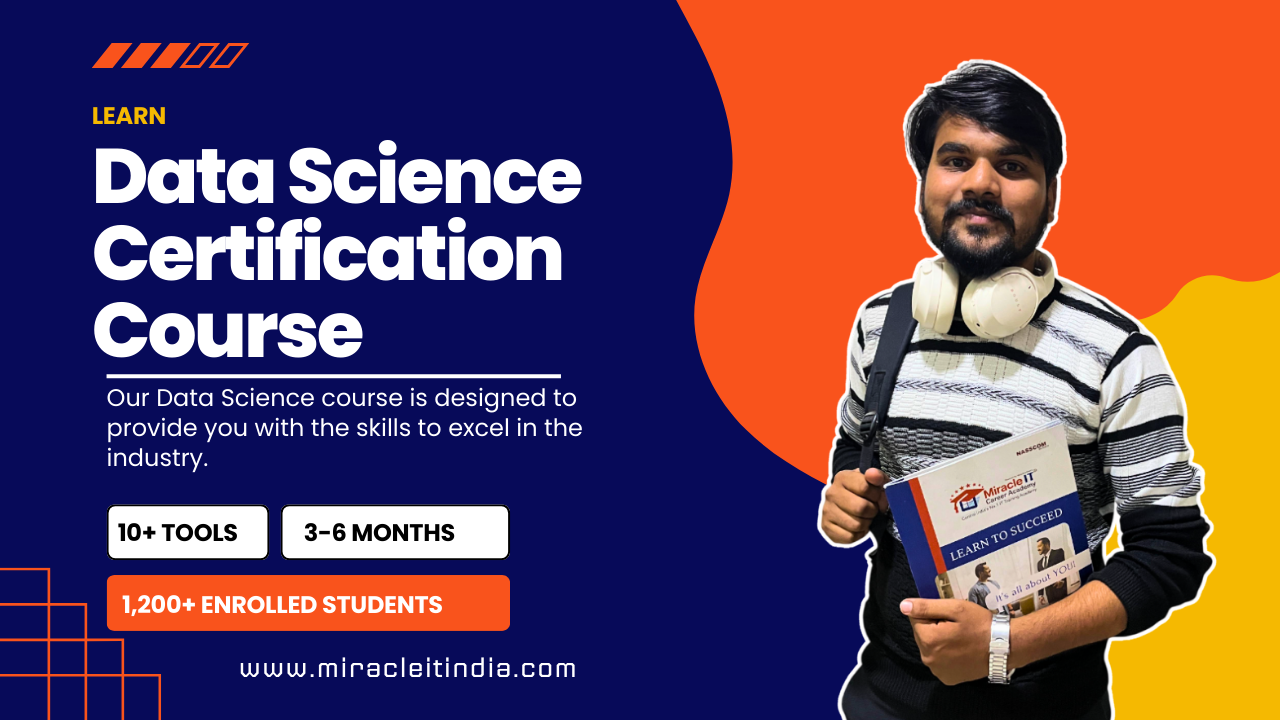 LEARN
Data Science
Certification
Course
Our Data Science course is designed to
provide you with the skills to excel in the
industry.
10+ TOOLS
3-6 MONTHS
1,200+ ENROLLED STUDENTS
www.miracleitindia.com
NASSCOM
Miracle IT
Career Academy
LEARN TO SUCCEED
It's all about YOU!